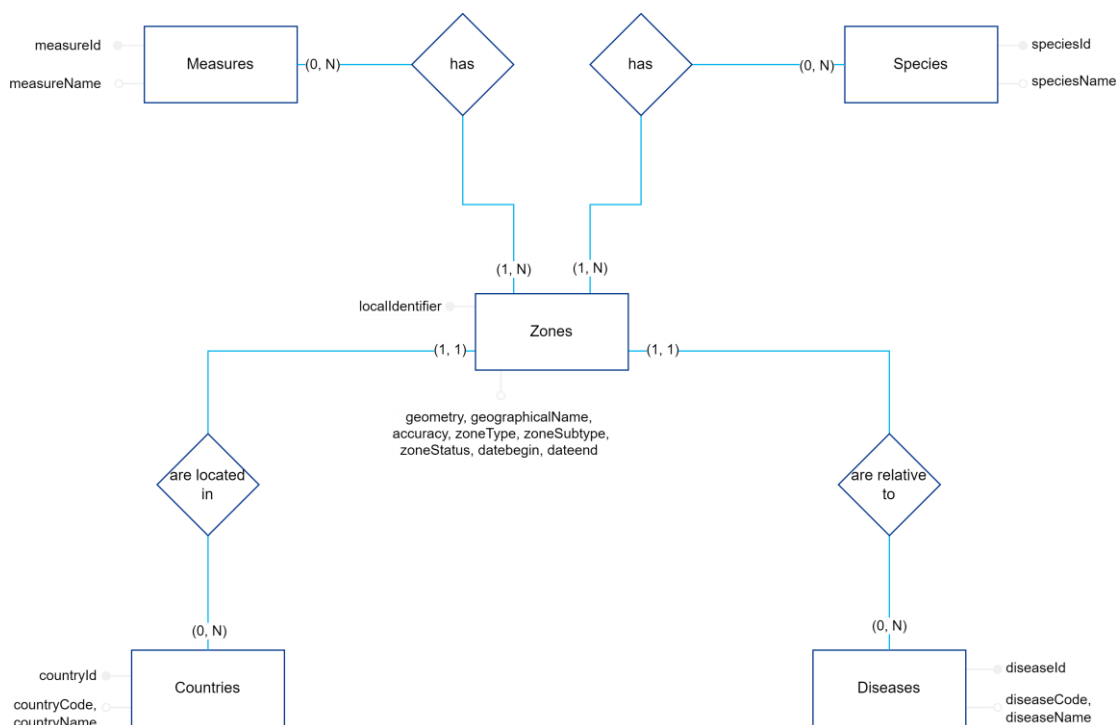 measureId
measureName
Measures
(0, N)
has
has
(0, N)
Species
speciesId
speciesName
(1, N)
(1, N)
localIdentifier
Zones
(1, 1)
(1, 1)
geometry, geographicalName,
accuracy, zoneType, zoneSubtype,
zoneStatus, datebegin, dateend
are located
in
are relative
to
(0, N)
(0, N)
countryId
countryCode,
countryName
Countries
Diseases
diseaseId
diseaseCode,
diseaseName